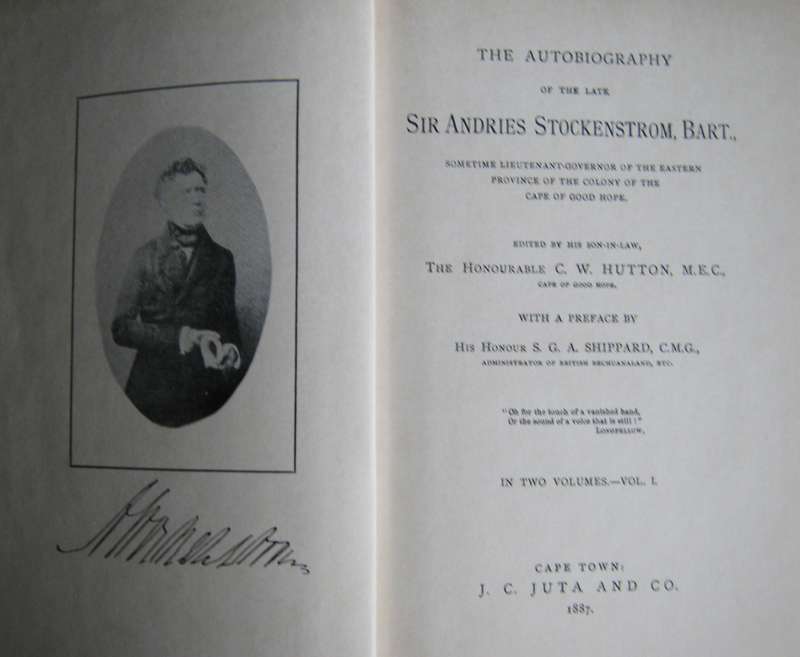 A Stockenstrom
THE AUTOBIOGRAPHY
OF THE LATE
SIR ANDRIES STOCKENSTROM, BART.,
SOMETIME LIEUTENANT-GOVERNOR OF THE EASTERN
PROVINCE OF THE COLONY OF THE
CAPE OF GOOD HOPE.
EDITED BY HIS SON-IN-LAW,
THE HONOURABLE C. W. HUTTON, M.E.C.,
CAPE OF GOOD HOPE.
WITH A PREFACE BY
HIS HONOUR S. G. A. SHIPPARD, C.M.G.,
ADMINISTRATOR OF BRITISH BECHUANALAND, ETC.
"Oh for the touch of a vanished hand,
Or the sound of a voice that is still!"
LONGFELLOW.
IN TWO VOLUMES.—VOL. I.
CAPE TOWN:
J. C. JUTA AND CO.
1887.